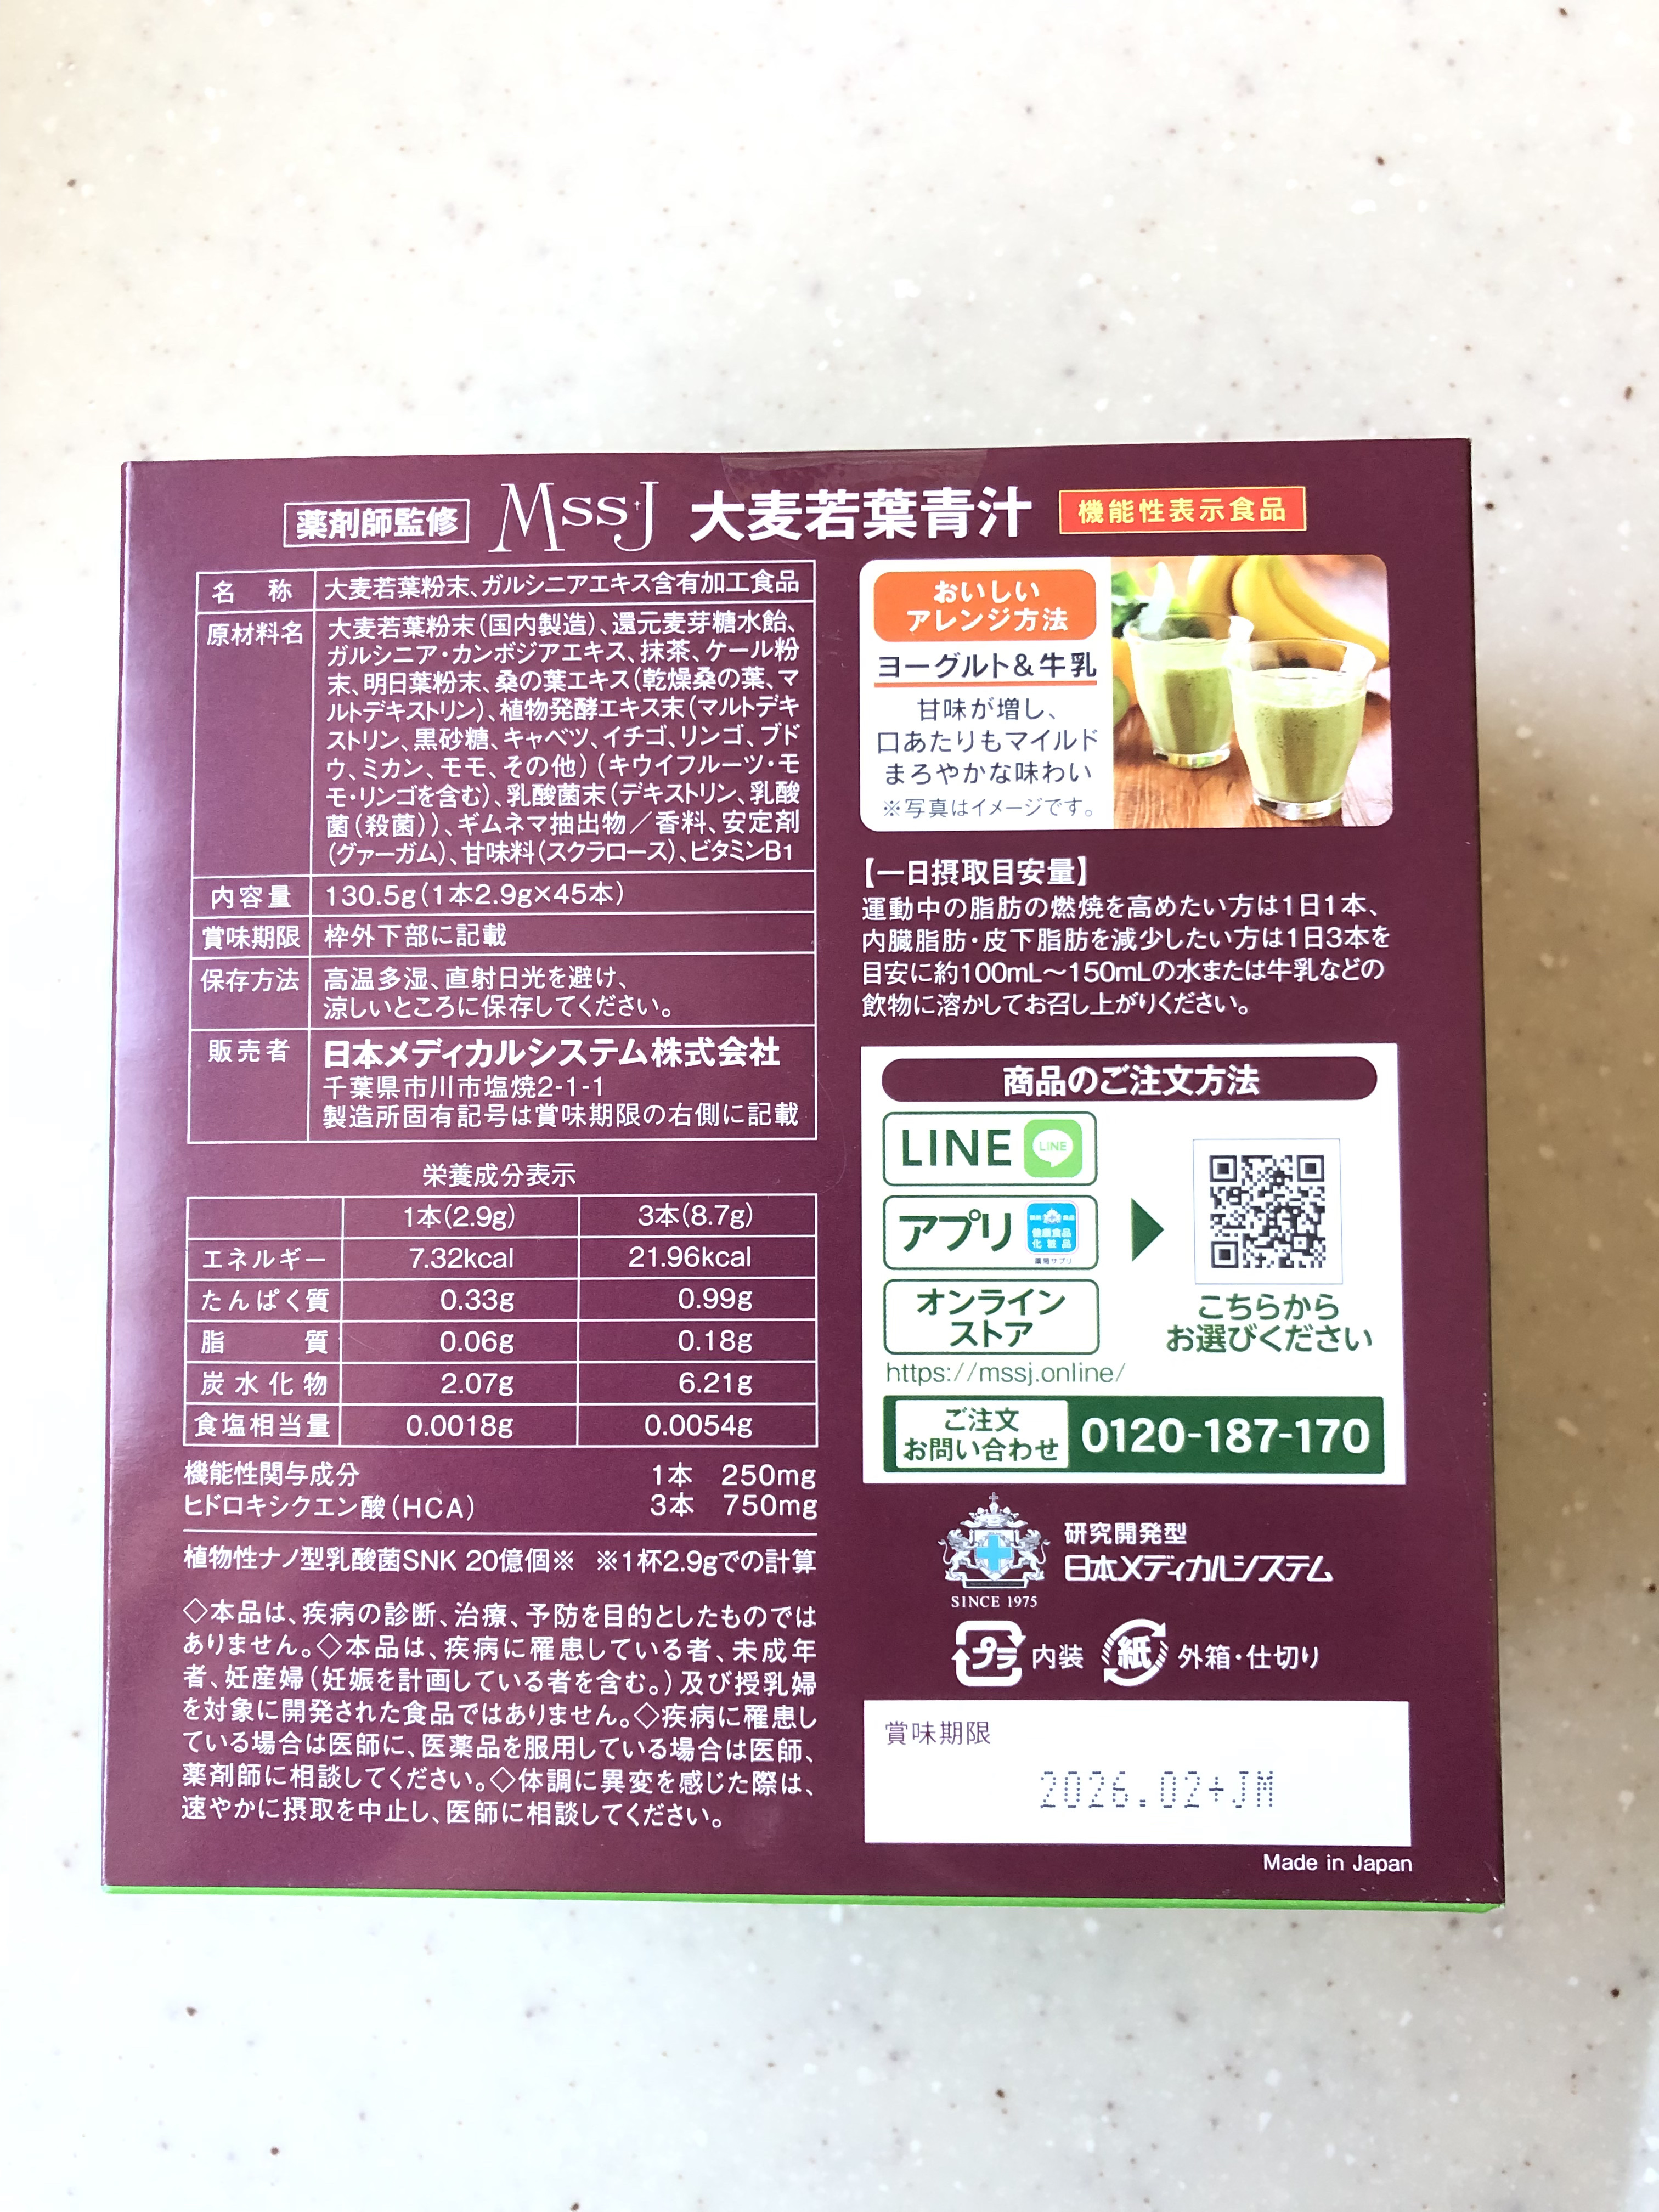 薬剤師監修 MSS+J 大麦若葉青汁 機能性表示食品
名称 大麦若葉粉末、ガルシニアエキス含有加工食品
原材料名 大麦若葉粉末(国内製造)、還元麦芽糖水飴、
ガルシニア・カンボジアエキス、抹茶、ケール粉
末、明日葉粉末、桑の葉エキス(乾燥桑の葉、マ
ルトデキストリン)、植物発酵エキス末(マルトデキ
ストリン、黒砂糖、キャベツ、イチゴ、リンゴ、ブド
ウ、ミカン、モモ、その他)(キウイフルーツ・モ
モ・リンゴを含む)、乳酸菌末(デキストリン、乳酸
菌(殺菌))、ギムネマ抽出物／香料、安定剤
(グァーガム)、甘味料(スクラロース)、ビタミンB1
内容量 130.5g(1本2.9g×45本)
賞味期限 枠外下部に記載
保存方法 高温多湿、直射日光を避け、
涼しいところに保存してください。
販売者 日本メディカルシステム株式会社
千葉県市川市塩焼2-1-1
製造所固有記号は賞味期限の右側に記載
栄養成分表示
1本(2.9g) 3本(8.7g)
エネルギー 7.32kcal 21.96kcal
たんぱく質 0.33g 0.99g
脂質 0.06g 0.18g
炭水化物 2.07g 6.21g
食塩相当量 0.0018g 0.0054g
機能性関与成分 1本 250mg
ヒドロキシクエン酸(HCA) 3本 750mg
植物性ナノ型乳酸菌SNK 20億個※ ※1杯2.9gでの計算
◇本品は、疾病の診断、治療、予防を目的としたものでは
ありません。◇本品は、疾病に罹患している者、未成年
者、妊産婦(妊娠を計画している者を含む。)及び授乳婦
を対象に開発された食品ではありません。◇疾病に罹患し
ている場合は医師に、医薬品を服用している場合は医師、
薬剤師に相談してください。◇体調に異変を感じた際は、
速やかに摂取を中止し、医師に相談してください。
おいしい
アレンジ方法
ヨーグルト&牛乳
甘味が増し、
口あたりもマイルド
まろやかな味わい
※写真はイメージです。
【一日摂取目安量】
運動中の脂肪の燃焼を高めたい方は1日1本、
内臓脂肪・皮下脂肪を減少したい方は1日3本を
目安に約100mL〜150mLの水または牛乳などの
飲物に溶かしてお召し上がりください。
商品のご注文方法
LINE LINE
アプリ 健康食品
化粧品
薬局サプリ
オンライン
ストア
こちらから
お選びください
https://mssj.online/
ご注文
お問い合わせ 0120-187-170
研究開発型
日本メディカルシステム
SINCE 1975
プラ 内装 紙 外箱・仕切り
賞味期限
2026.02+JM
Made in Japan